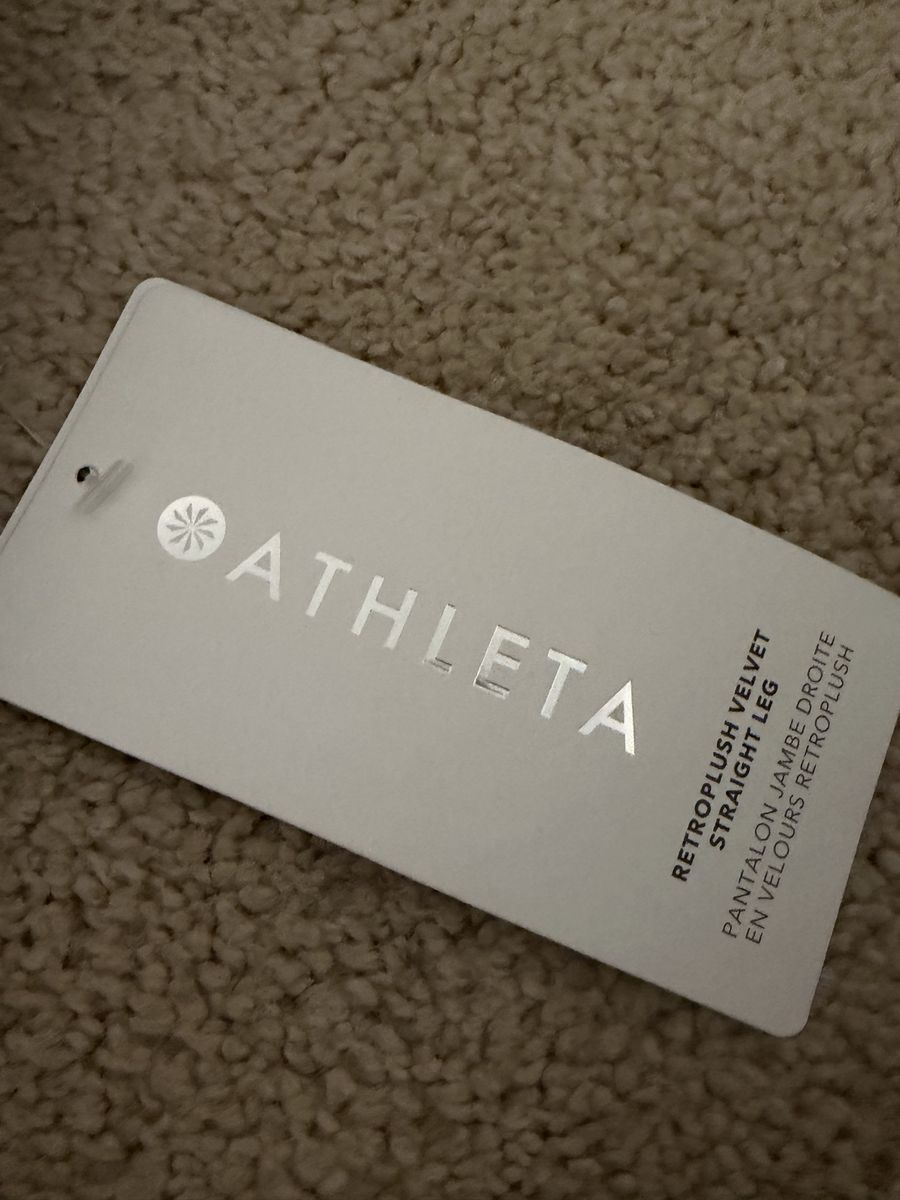 ATHLETA
RETROPLUSH VELVET
STRAIGHT LEG
PANTALON JAMBE DROITE
EN VELOURS RETROPLUSH